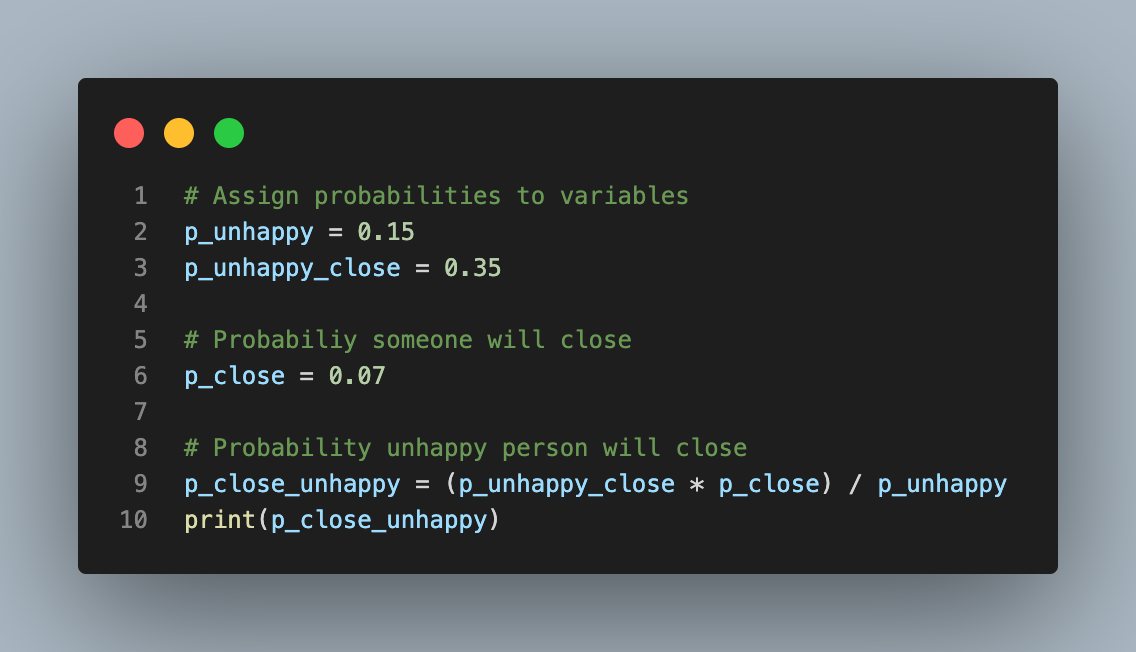 1 # Assign probabilities to variables
2 p_unhappy = 0.15
3 p_unhappy_close = 0.35
4
5 # Probabiliy someone will close
6 p_close = 0.07
7
8 # Probability unhappy person will close
9 p_close_unhappy = (p_unhappy_close * p_close) / p_unhappy
10 print(p_close_unhappy)